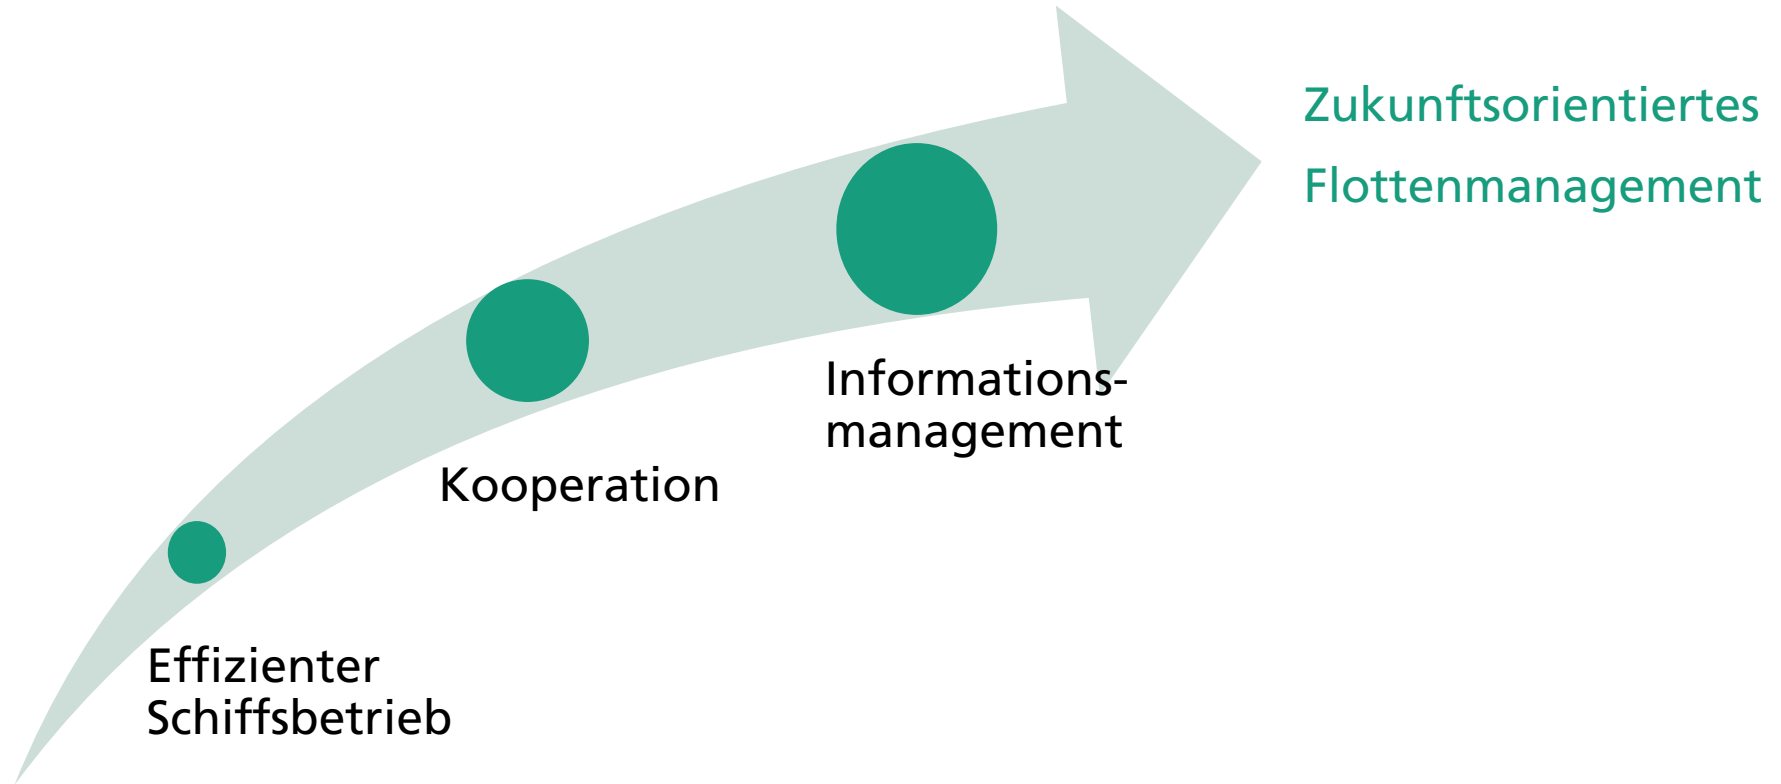 Zukunftsorientiertes
Flottenmanagement
Informations-
management
Kooperation
Effizienter
Schiffsbetrieb